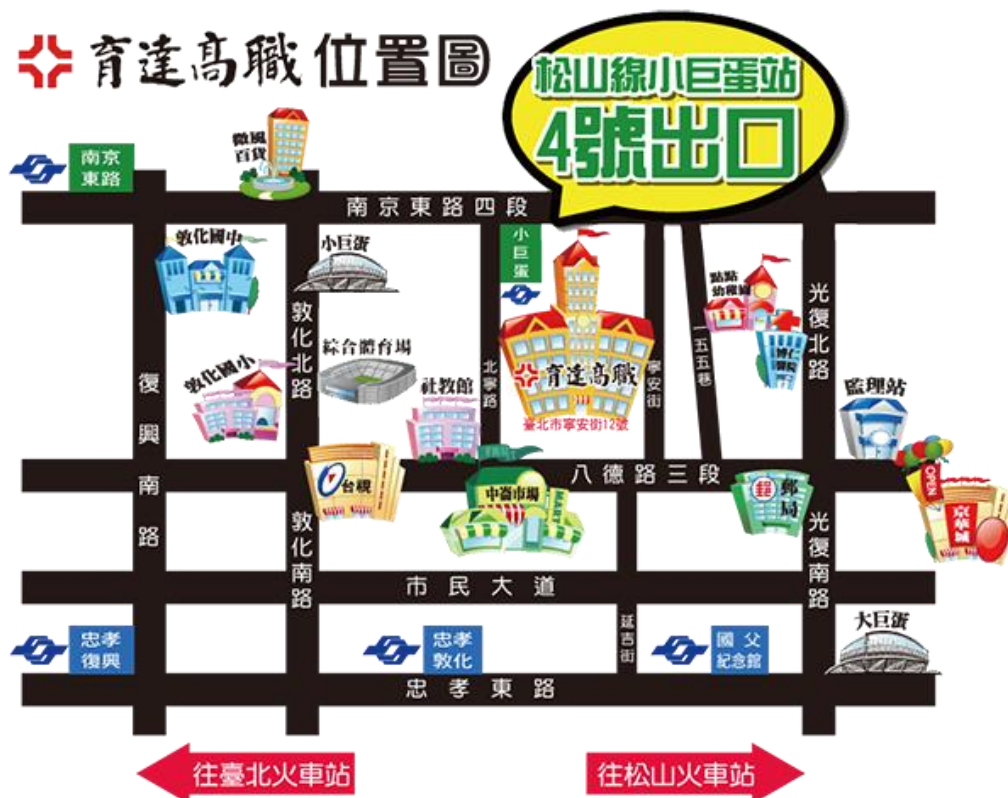 育達高職位置圖
松山線小巨蛋站
4號出口
南京
東路
微風
百貨
南京東路四段
敦化國中
小巨蛋
小巨蛋
點點
幼稚園
光復北路
敦化北路
復興南路
敦化國小
綜合體育場
社教館
北寧路
育達高職
臺北市寧安街12號
寧安街
一五五巷
博仁
醫院
監理站
台視
八德路三段
中崙市場
MART
郵
郵局
OPEN
京華城
敦化南路
光復南路
市民大道
忠孝
復興
忠孝
敦化
延吉街
國父
紀念館
大巨蛋
忠孝東路
往臺北火車站
往松山火車站